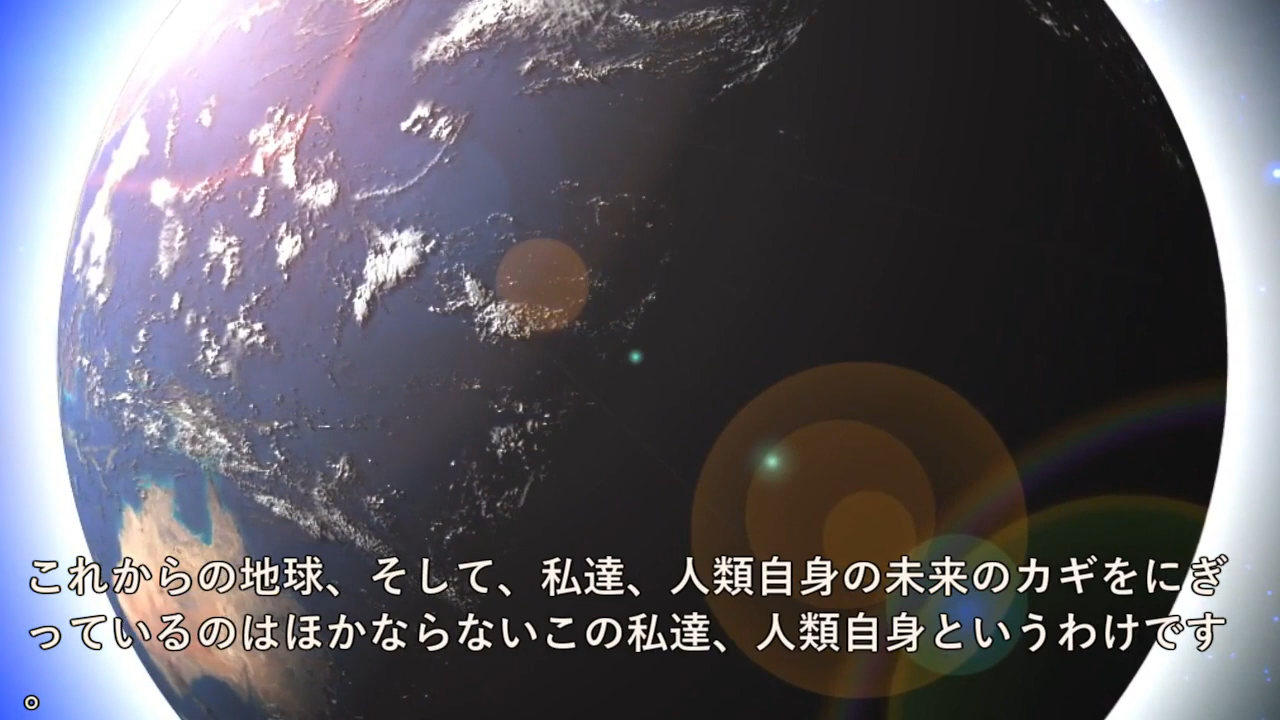 これからの地球、そして、私達、人類自身の未来のカギをにぎ
っているのはほかならないこの私達、人類自身というわけです
。